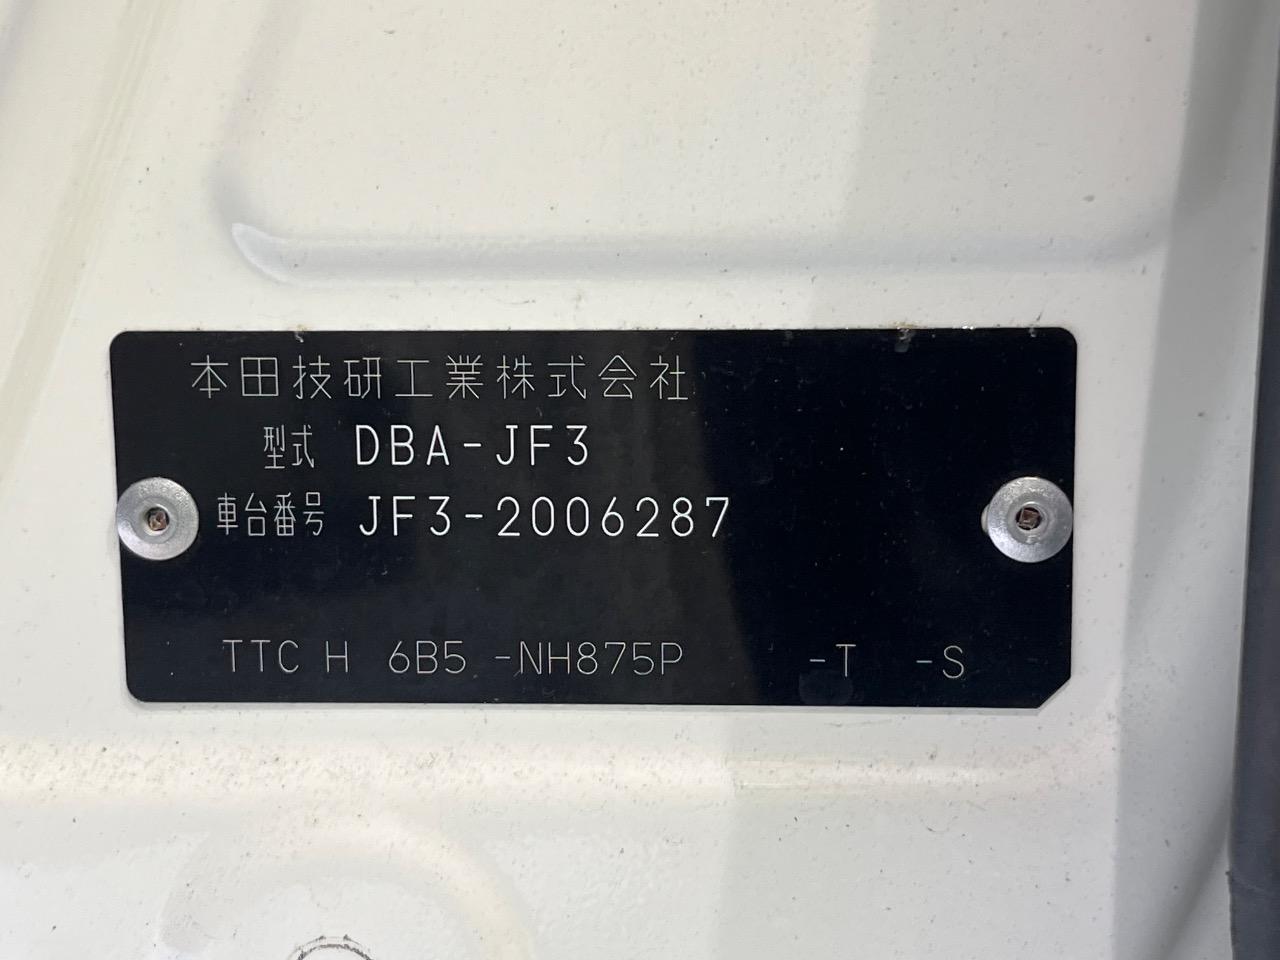 本田技研工業株式会社
型式 DBA-JF3
車台番号 JF3-2006287
TTC H 6B5 -NH875P -T -S